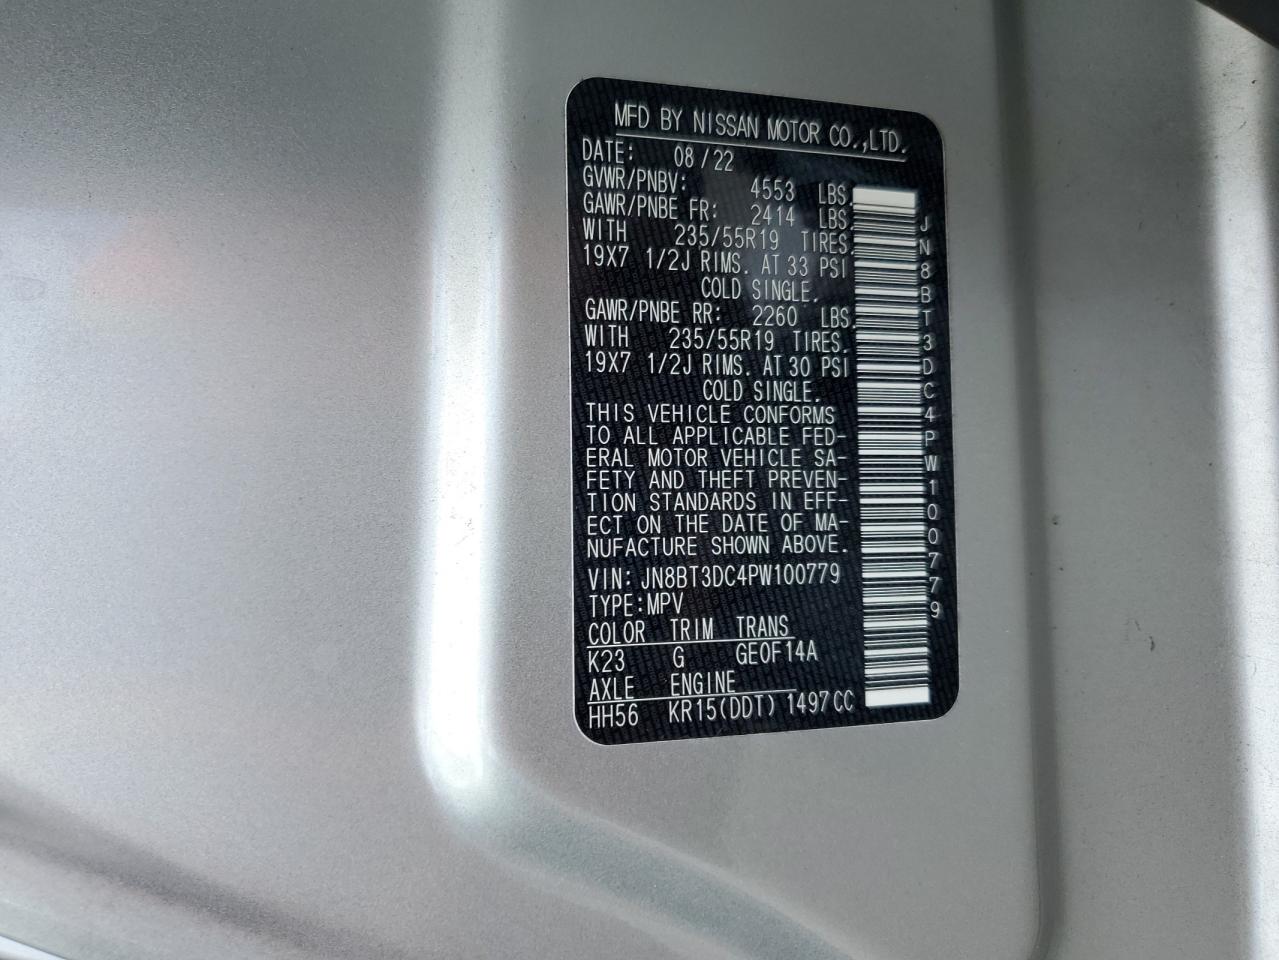 MFD BY NISSAN MOTOR CO.,LTD.
DATE: 08/22
GVWR/PNBV: 4553 LBS.
GAWR/PNBE FR: 2414 LBS.
WITH 235/55R19 TIRES.
19X7 1/2J RIMS. AT 33 PSI
COLD SINGLE.
GAWR/PNBE RR: 2260 LBS.
WITH 235/55R19 TIRES.
19X7 1/2J RIMS. AT 30 PSI
COLD SINGLE.
THIS VEHICLE CONFORMS
TO ALL APPLICABLE FED-
ERAL MOTOR VEHICLE SA-
FETY AND THEFT PREVEN-
TION STANDARDS IN EFF-
ECT ON THE DATE OF MA-
NUFACTURE SHOWN ABOVE.
VIN: JN8BT3DC4PW100779
TYPE:MPV
COLOR TRIM TRANS
K23 G GE0F14A
AXLE ENGINE
HH56 KR15(DDT) 1497CC
JN8BT3DC4PW100779